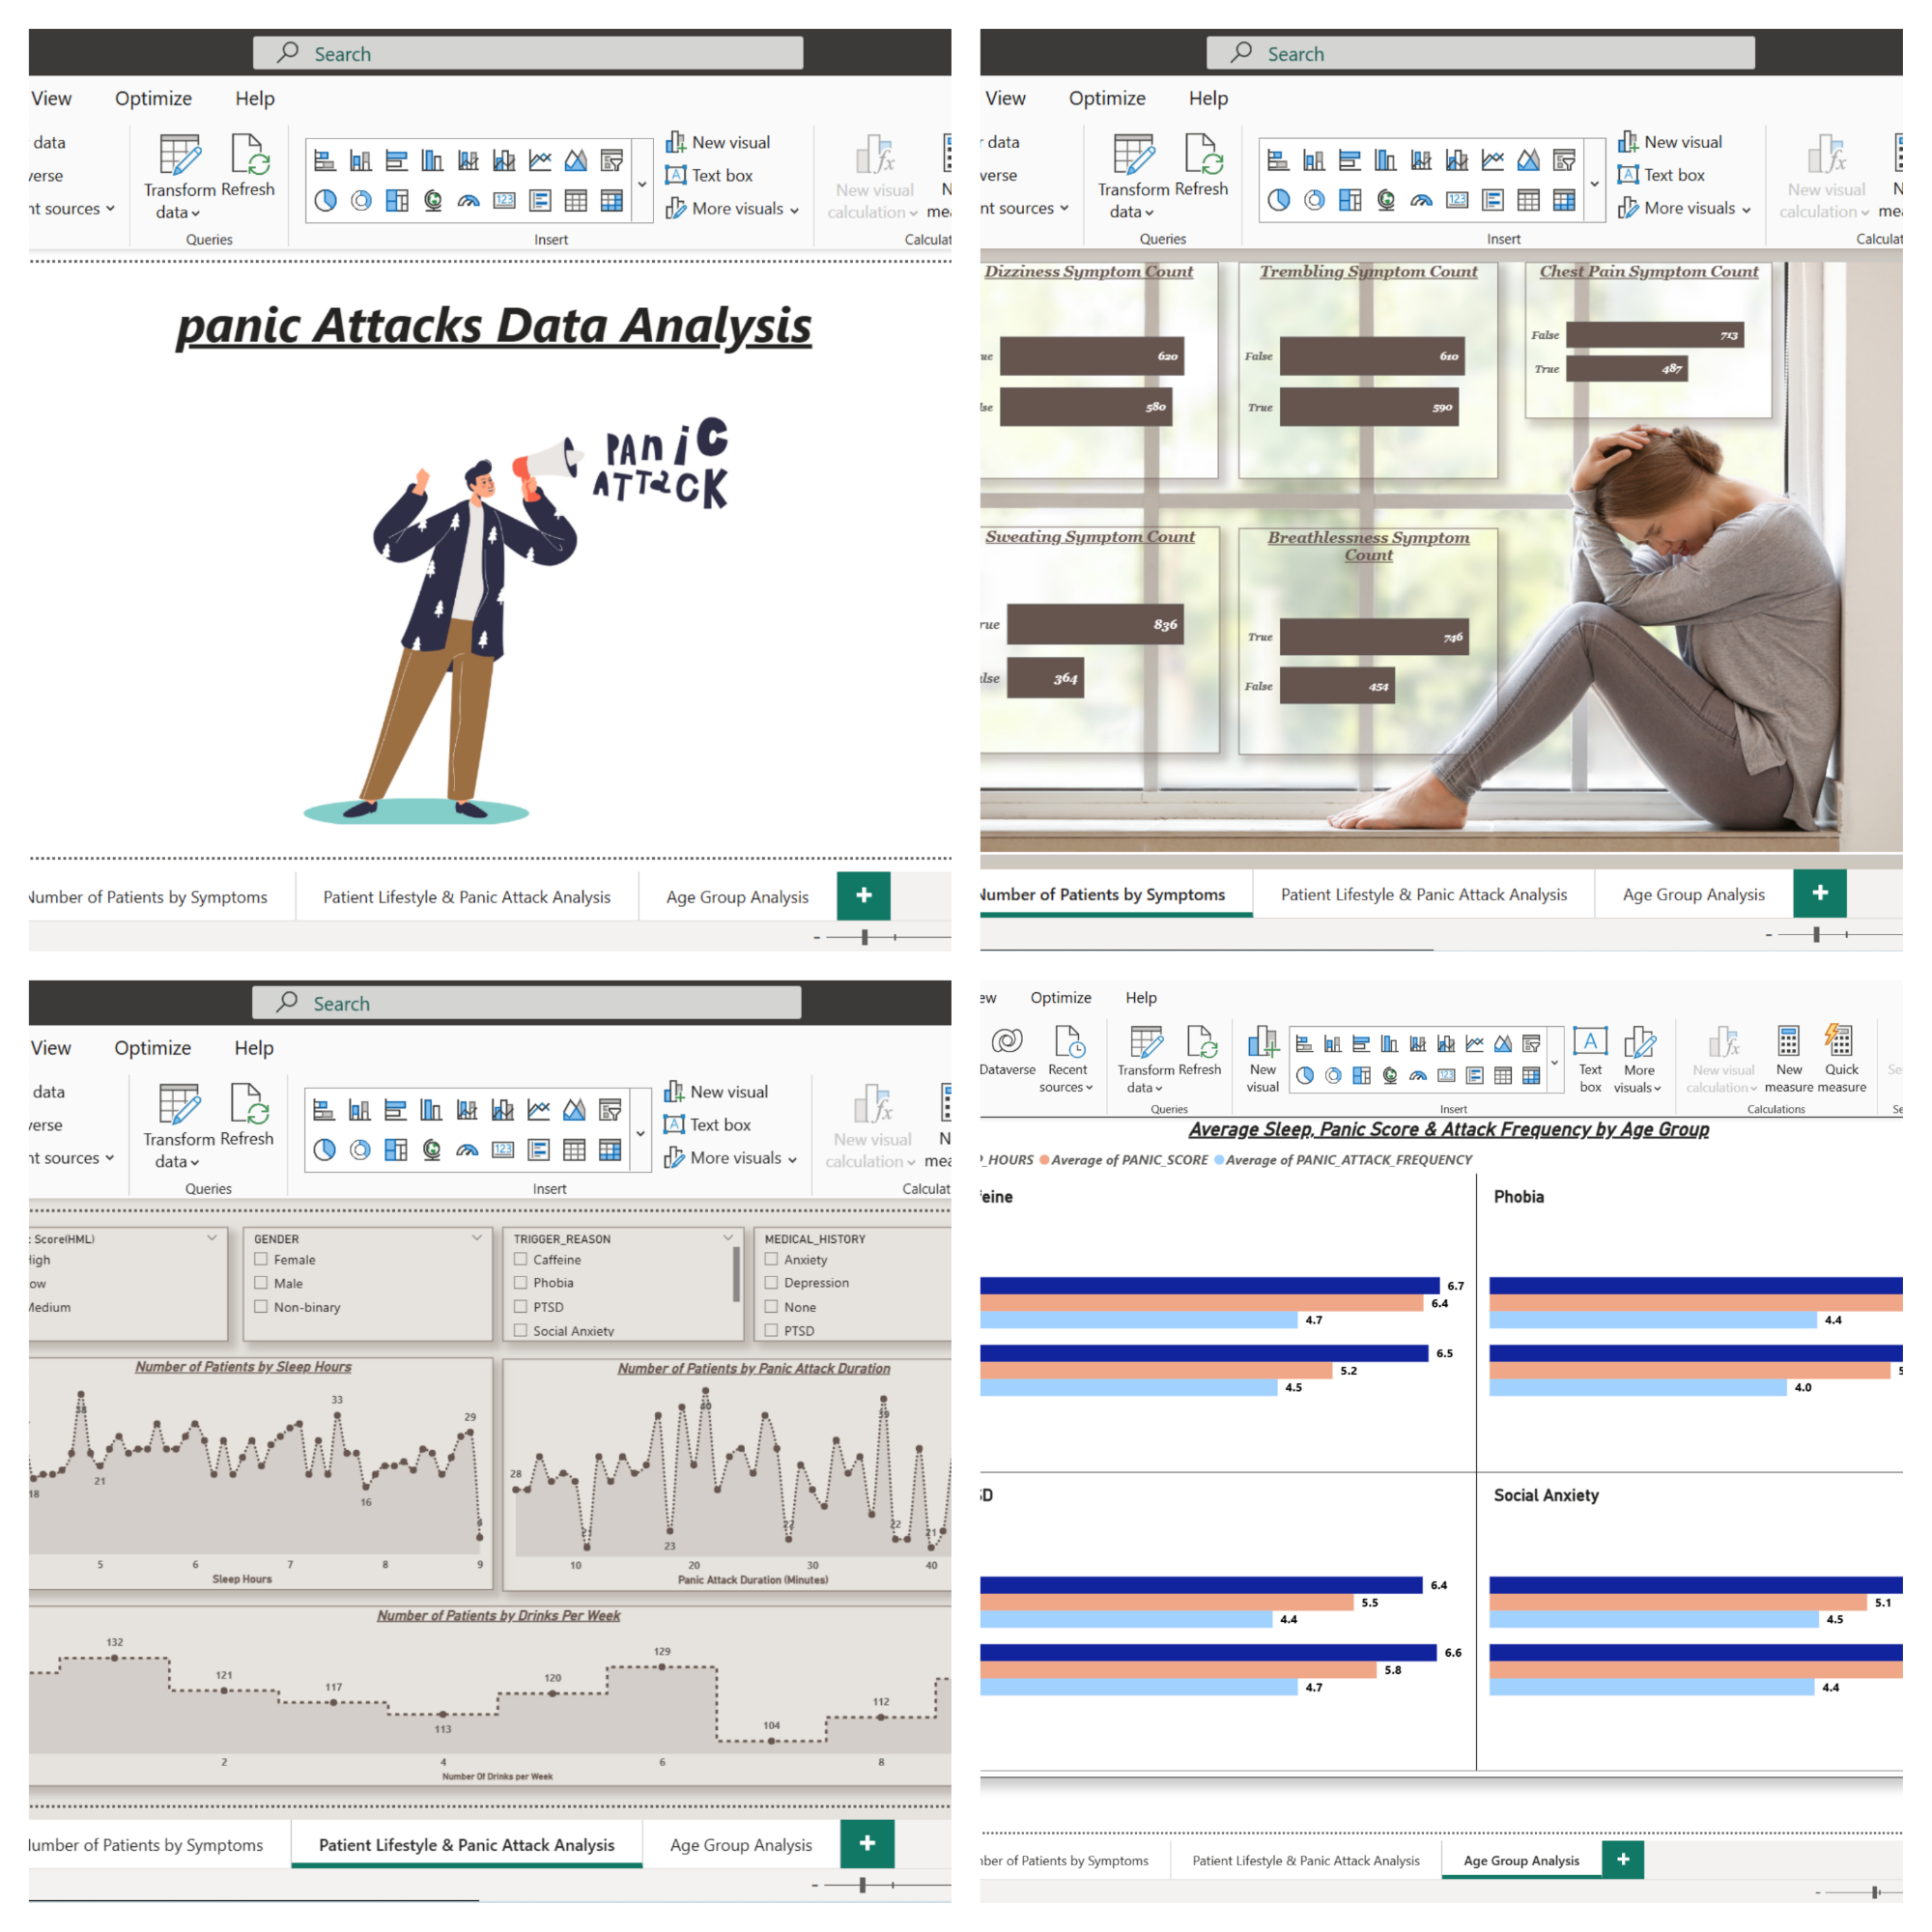 Search
View Optimize Help
data
verse
nt sources
Transform Refresh
data
Queries
New visual
Text box
More visuals
Insert
New visual
calculation
panic Attacks Data Analysis
PAniC
ATTaCK
Number of Patients by Symptoms
Patient Lifestyle & Panic Attack Analysis
Age Group Analysis
+
Search
View Optimize Help
r data
verse
nt sources
Transform Refresh
data
Queries
New visual
Text box
More visuals
Insert
New visual
calculation
Dizziness Symptom Count
620
580
Trembling Symptom Count
False 610
True 590
Chest Pain Symptom Count
False 713
True 487
Sweating Symptom Count
836
364
Breathlessness Symptom
Count
True 746
False 454
Number of Patients by Symptoms
Patient Lifestyle & Panic Attack Analysis
Age Group Analysis
+
Search
View Optimize Help
data
verse
nt sources
Transform Refresh
data
Queries
New visual
Text box
More visuals
Insert
New visual
calculation
Score(HML)
High
ow
Medium
GENDER
Female
Male
Non-binary
TRIGGER_REASON
Caffeine
Phobia
PTSD
Social Anxiety
MEDICAL_HISTORY
Anxiety
Depression
None
PTSD
Number of Patients by Sleep Hours
33
29
21
18
16
5 6 7 8 9
Sleep Hours
Number of Patients by Panic Attack Duration
28
23
22
21
10 20 30 40
Panic Attack Duration (Minutes)
Number of Patients by Drinks Per Week
132
121
117
113
120
129
104
112
2 4 6 8
Number Of Drinks per Week
Number of Patients by Symptoms
Patient Lifestyle & Panic Attack Analysis
Age Group Analysis
+
ew Optimize Help
Dataverse
Recent
sources
Transform Refresh
data
Queries
New
visual
Text
box
More
visuals
Insert
New visual
calculation
New
measure
Quick
measure
Calculations
Average Sleep, Panic Score & Attack Frequency by Age Group
_HOURS Average of PANIC_SCORE Average of PANIC_ATTACK_FREQUENCY
feine
6.7
6.4
4.7
6.5
5.2
4.5
Phobia
4.4
4.0
SD
6.4
5.5
4.4
6.6
5.8
4.7
Social Anxiety
5.1
4.5
4.4
nber of Patients by Symptoms
Patient Lifestyle & Panic Attack Analysis
Age Group Analysis
+